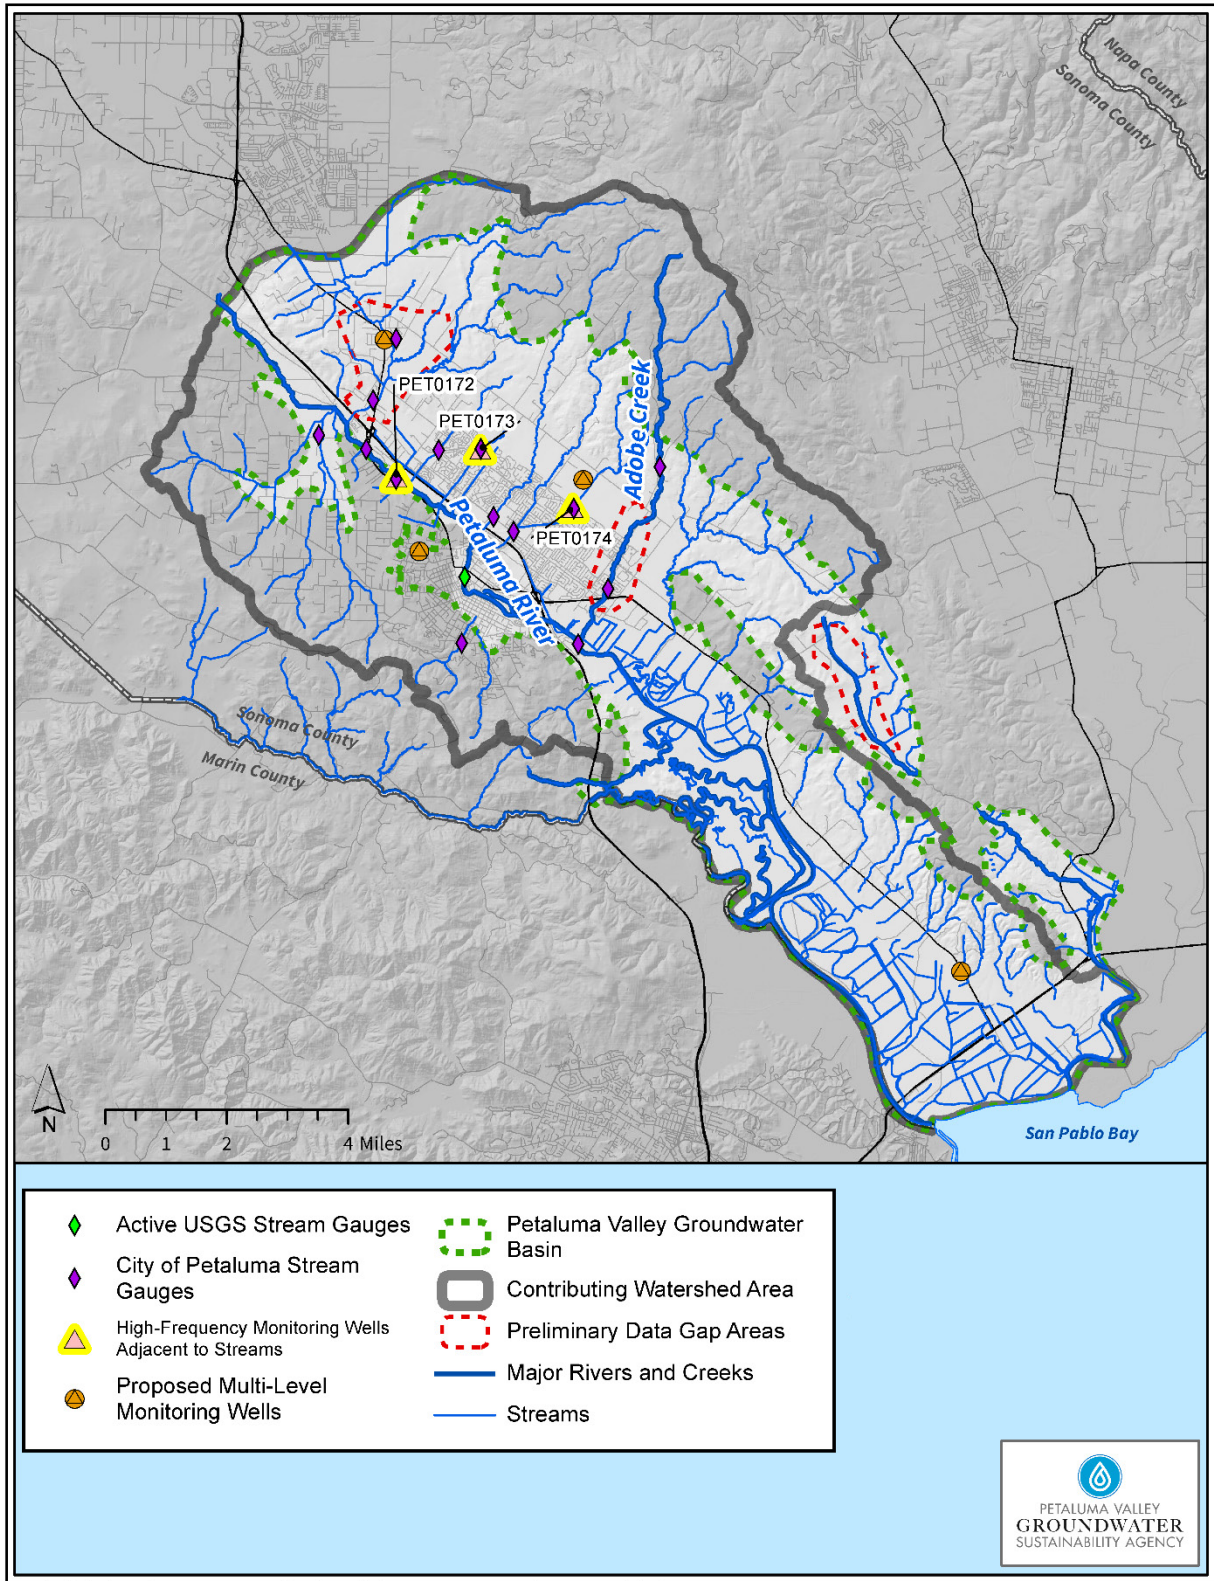 Napa County
Sonoma County
PET0172
PET0173
Adobe Creek
PET0174
Petaluma River
Sonoma County
Marin County
N
0 1 2 4 Miles
San Pablo Bay
Active USGS Stream Gauges
City of Petaluma Stream
Gauges
High-Frequency Monitoring Wells
Adjacent to Streams
Proposed Multi-Level
Monitoring Wells
Petaluma Valley Groundwater
Basin
Contributing Watershed Area
Preliminary Data Gap Areas
Major Rivers and Creeks
Streams
PETALUMA VALLEY
GROUNDWATER
SUSTAINABILITY AGENCY